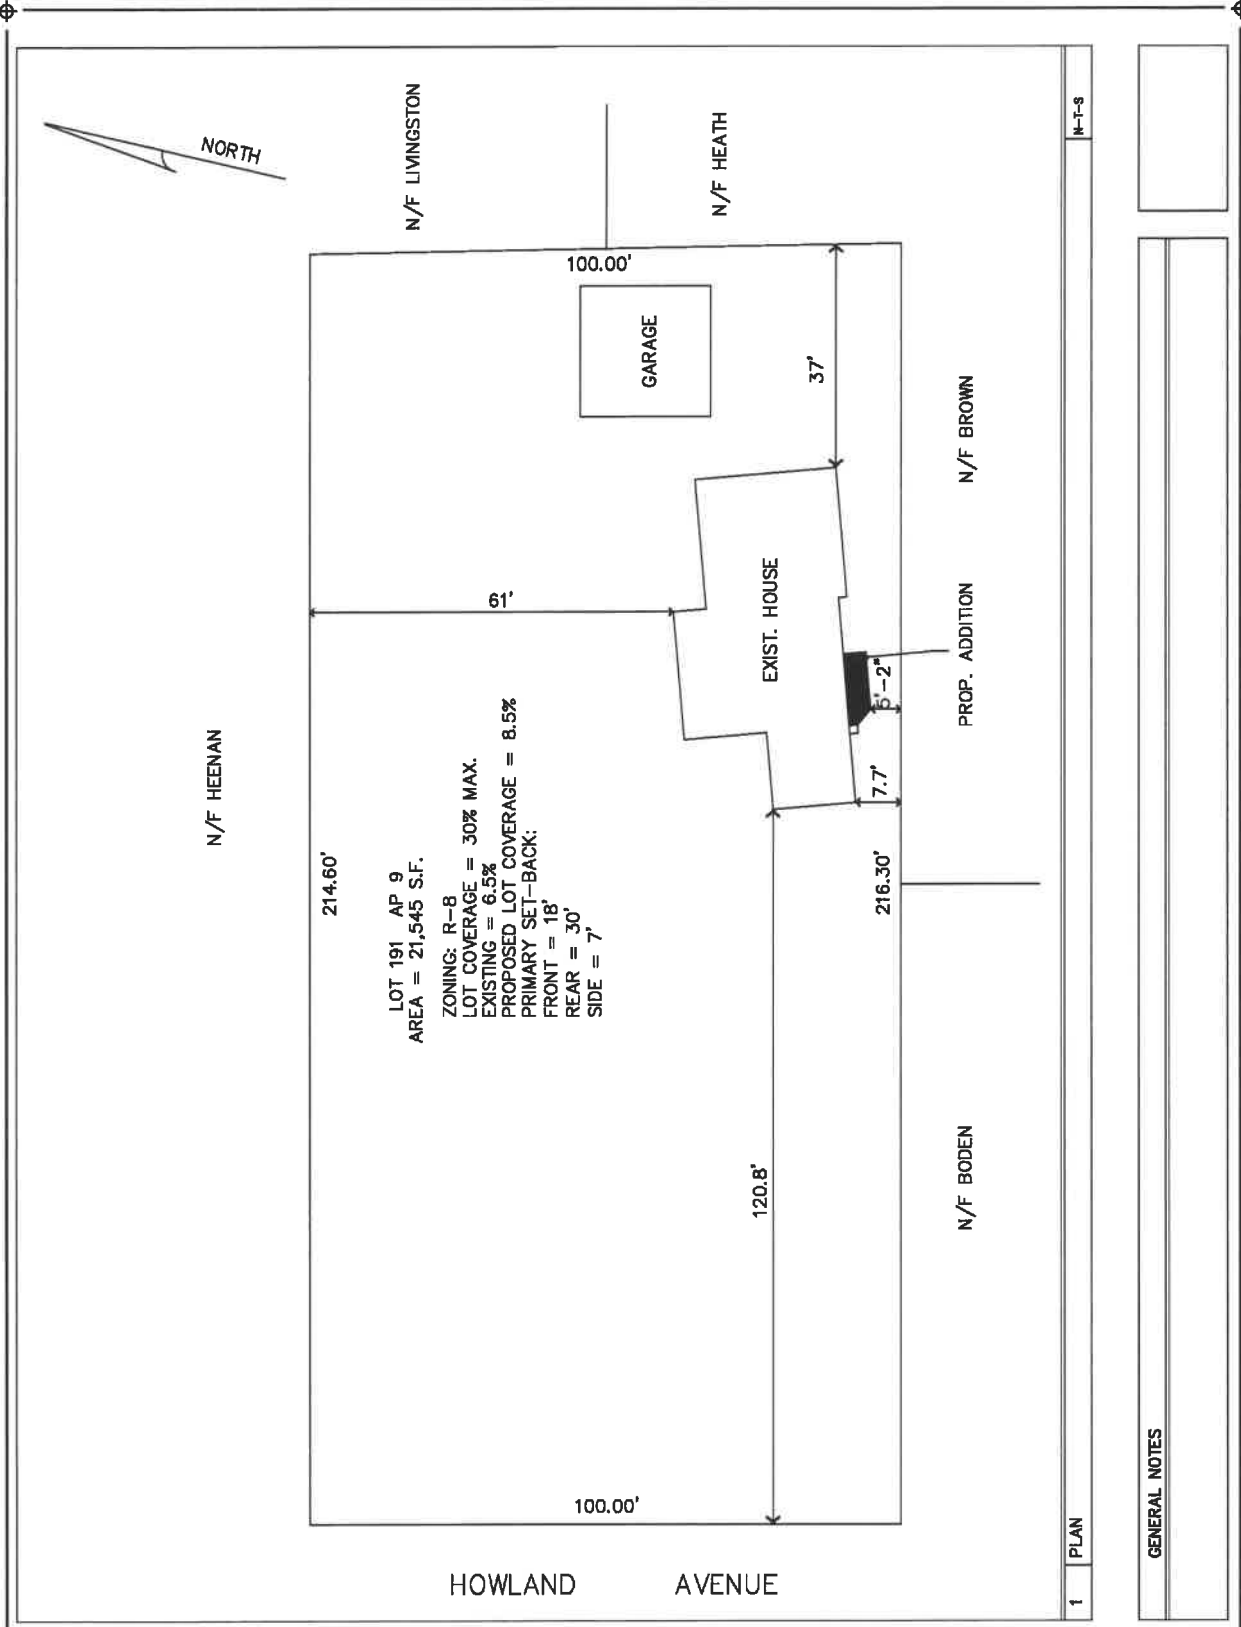 NORTH
N/F LIVINGSTON
N/F HEATH
N/F HEENAN
100.00'
GARAGE
37'
61'
EXIST. HOUSE
N/F BROWN
PROP. ADDITION
7.7'
214.60'
216.30'
LOT 191 AP 9
AREA = 21,545 S.F.
ZONING: R-8
LOT COVERAGE = 30% MAX.
EXISTING = 6.5%
PROPOSED LOT COVERAGE = 8.5%
PRIMARY SET-BACK:
FRONT = 18'
REAR = 30'
SIDE = 7'
120.8'
N/F BODEN
100.00'
HOWLAND AVENUE
1 PLAN N-T-S
GENERAL NOTES